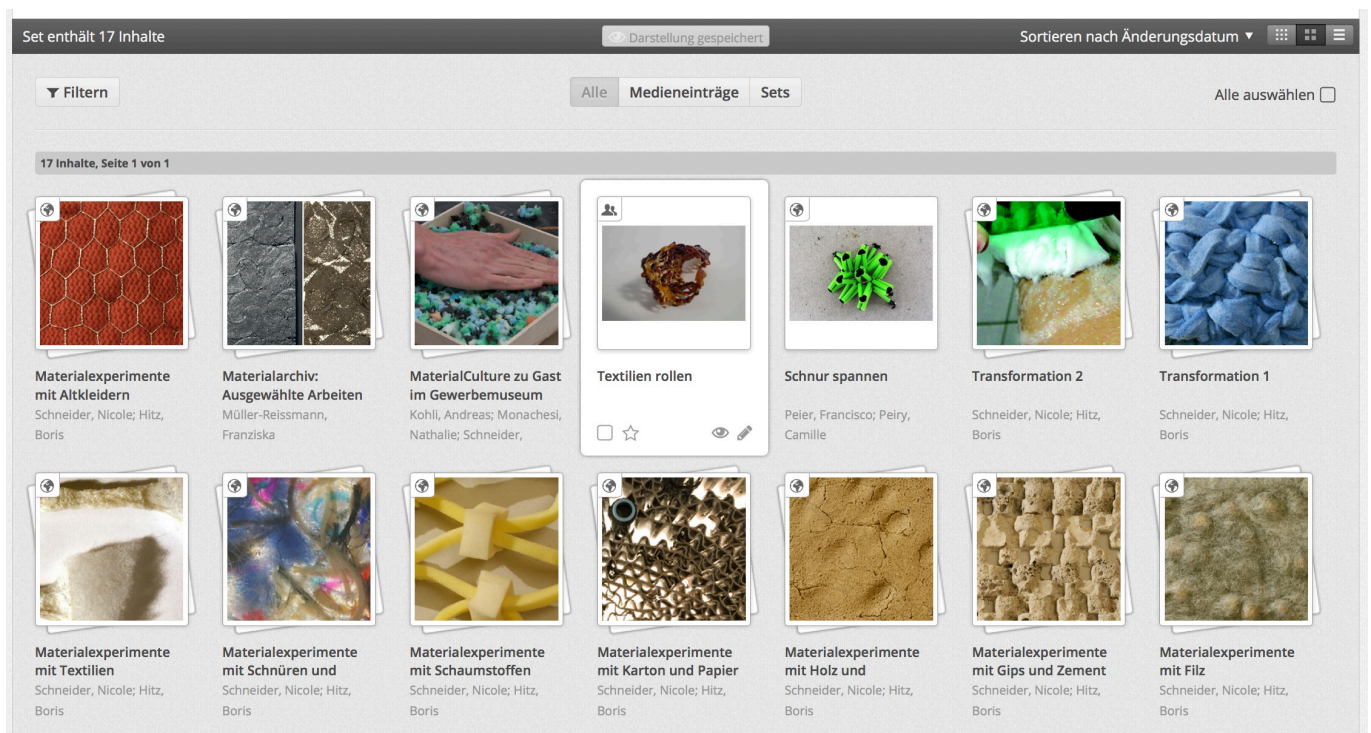 Set enthält 17 Inhalte
Darstellung gespeichert
Sortieren nach Änderungsdatum
Filtern
Alle
Medieneinträge
Sets
Alle auswählen
17 Inhalte, Seite 1 von 1
Materialexperimente
mit Altkleidern
Schneider, Nicole; Hitz,
Boris
Materialarchiv:
Ausgewählte Arbeiten
Müller-Reissmann,
Franziska
MaterialCulture zu Gast
im Gewerbemuseum
Kohli, Andreas; Monachesi,
Nathalie; Schneider,
Textilien rollen
Schnur spannen
Peier, Francisco; Peiry,
Camille
Transformation 2
Schneider, Nicole; Hitz,
Boris
Transformation 1
Schneider, Nicole; Hitz,
Boris
Materialexperimente
mit Textilien
Schneider, Nicole; Hitz,
Boris
Materialexperimente
mit Schnüren und
Schneider, Nicole; Hitz,
Boris
Materialexperimente
mit Schaumstoffen
Schneider, Nicole; Hitz,
Boris
Materialexperimente
mit Karton und Papier
Schneider, Nicole; Hitz,
Boris
Materialexperimente
mit Holz und
Schneider, Nicole; Hitz,
Boris
Materialexperimente
mit Gips und Zement
Schneider, Nicole; Hitz,
Boris
Materialexperimente
mit Filz
Schneider, Nicole; Hitz,
Boris